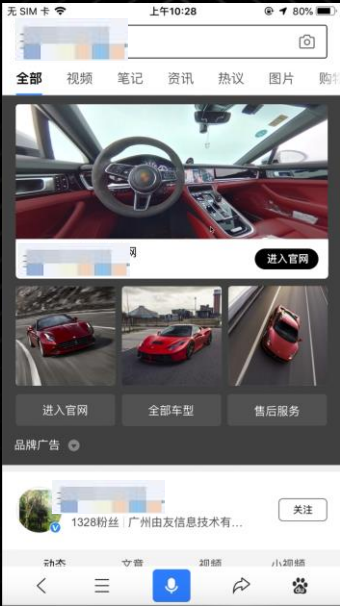 无 SIM 卡 上午10:28 80%
全部 视频 笔记 资讯 热议 图片
网
进入官网
进入官网 全部车型 售后服务
品牌广告
1328粉丝 广州由友信息技术有...
关注
动态 文章 视频 小视频